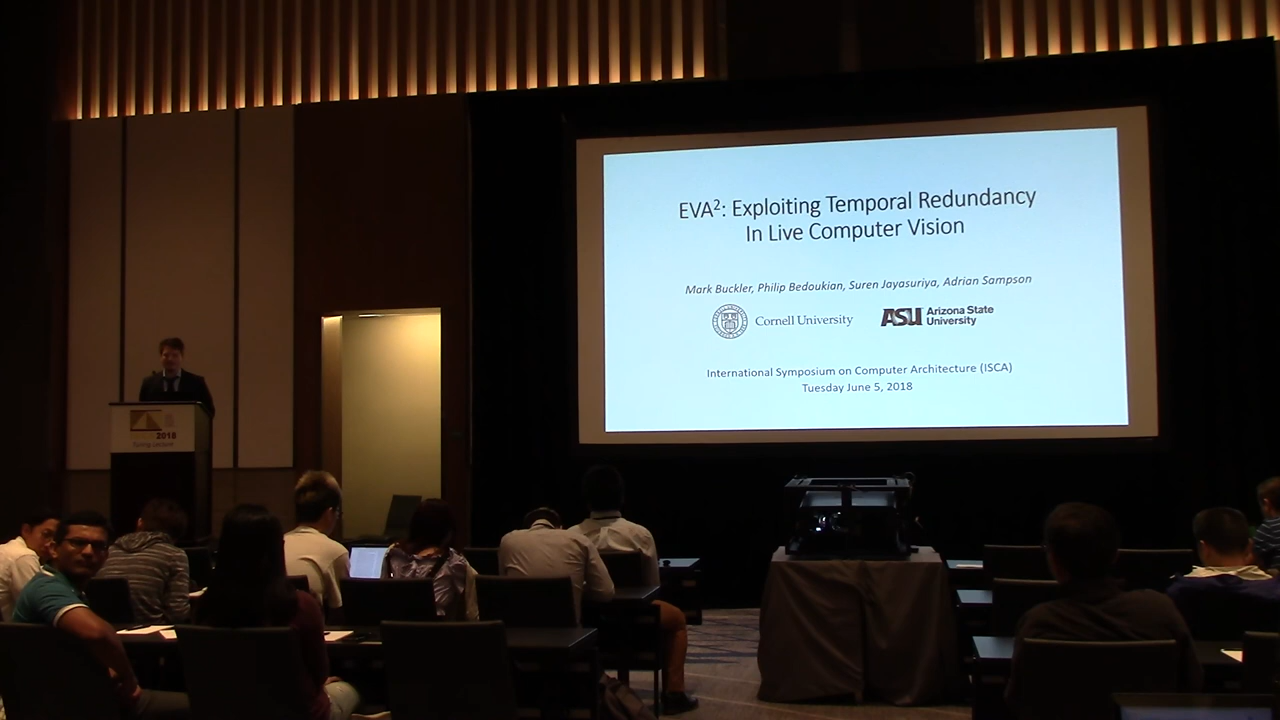 EVA²: Exploiting Temporal Redundancy
In Live Computer Vision
Mark Buckler, Philip Bedoukian, Suren Jayasuriya, Adrian Sampson
Cornell University
ASU Arizona State
University
International Symposium on Computer Architecture (ISCA)
Tuesday June 5, 2018
2018